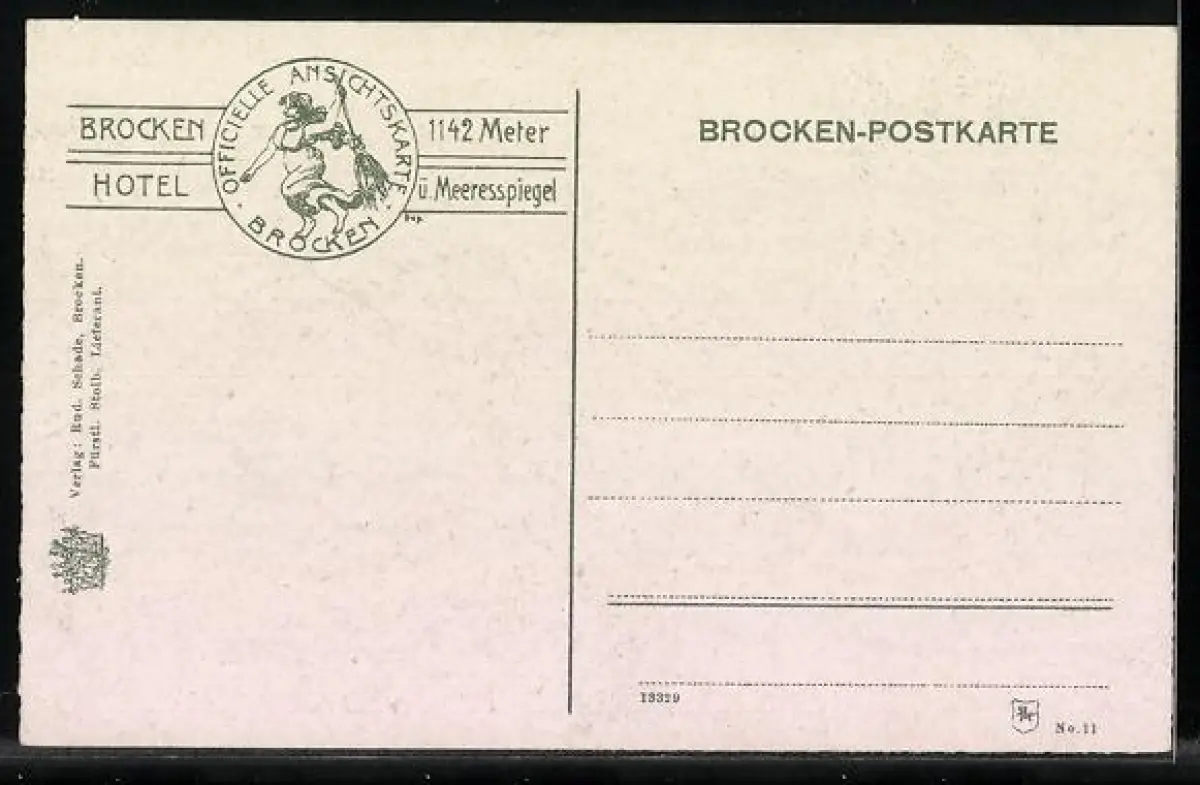 BROCKEN
HOTEL
OFFICIELLE ANSICHTSKARTE
BROCKEN
1142 Meter
ü. Meeresspiegel
BROCKEN-POSTKARTE
Verlag: Rud. Schade, Brocken.
Fürstl. Stolb. Lieferant.
13329
No. 11